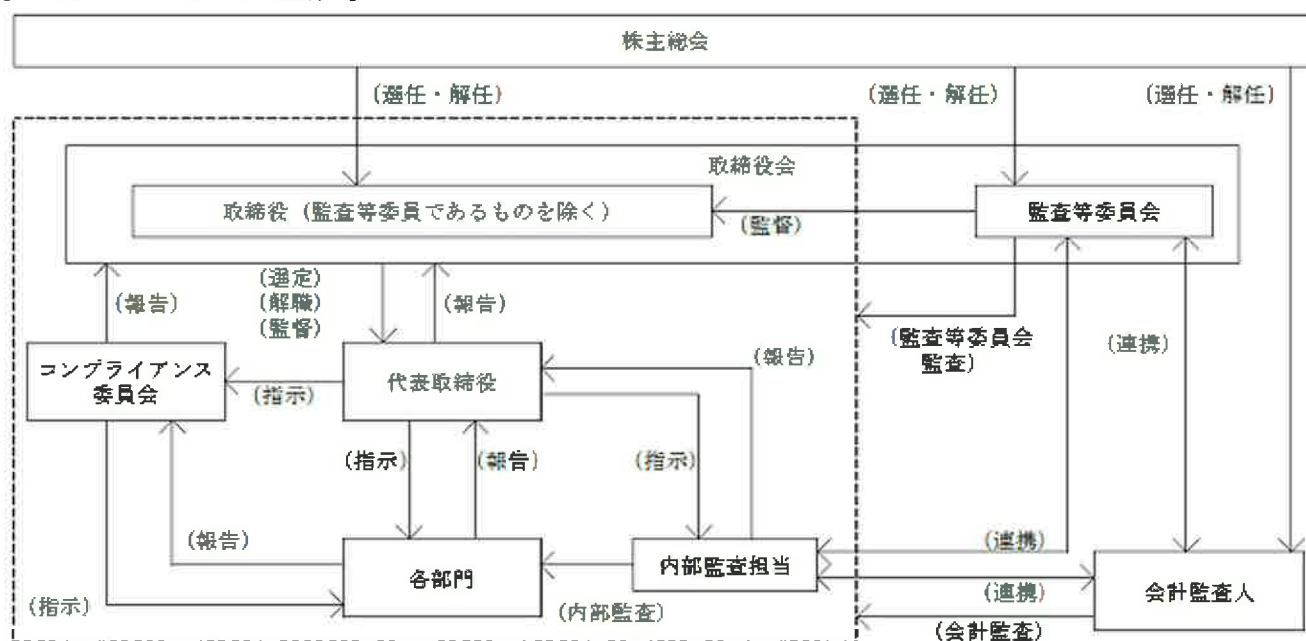 株主総会
(選任・解任)
(選任・解任)
(選任・解任)
取締役会
取締役（監査等委員であるものを除く）
(監督)
監査等委員会
(報告)
(選定)
(解職)
(監督)
(報告)
(監査等委員会
監査)
(連携)
(報告)
コンプライアンス
委員会
(指示)
代表取締役
(指示)
(報告)
(指示)
(報告)
(連携)
各部門
内部監査担当
(連携)
会計監査人
(指示)
(内部監査)
(会計監査)